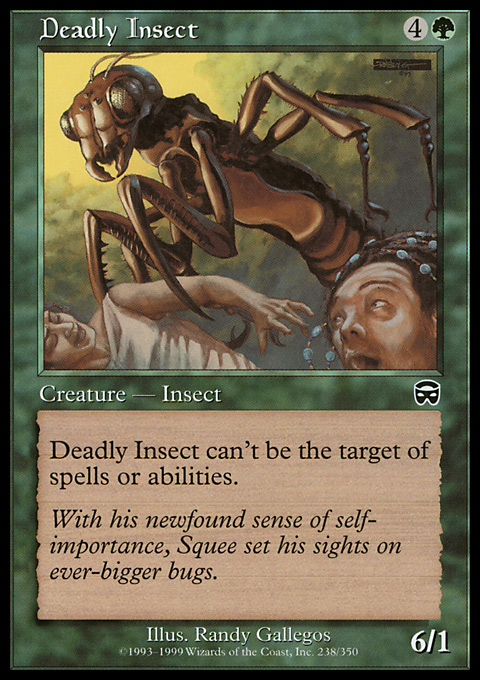 Deadly Insect
4
Creature — Insect
Deadly Insect can't be the target of
spells or abilities.
With his newfound sense of self-
importance, Squee set his sights on
ever-bigger bugs.
Illus. Randy Gallegos
©1993–1999 Wizards of the Coast, Inc. 238/350
6/1